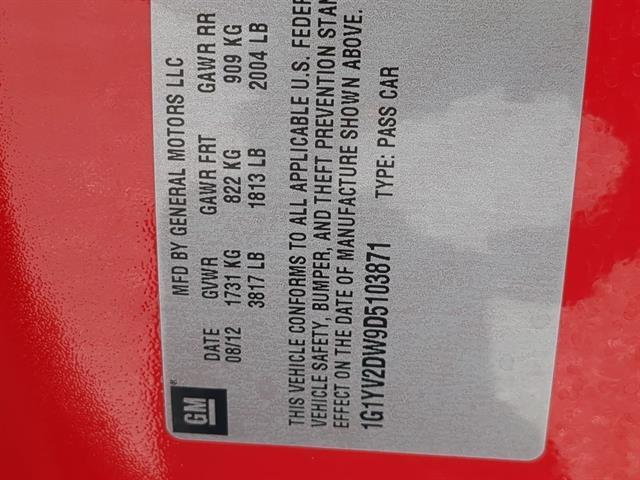 GM®
MFD BY GENERAL MOTORS LLC
DATE GVWR GAWR FRT GAWR RR
08/12 1731 KG 822 KG 909 KG
3817 LB 1813 LB 2004 LB
THIS VEHICLE CONFORMS TO ALL APPLICABLE U.S.
VEHICLE SAFETY, BUMPER, AND THEFT PREVENTION
EFFECT ON THE DATE OF MANUFACTURE SHOWN ABOVE.
1G1YV2DW9D5103871 TYPE: PASS CAR